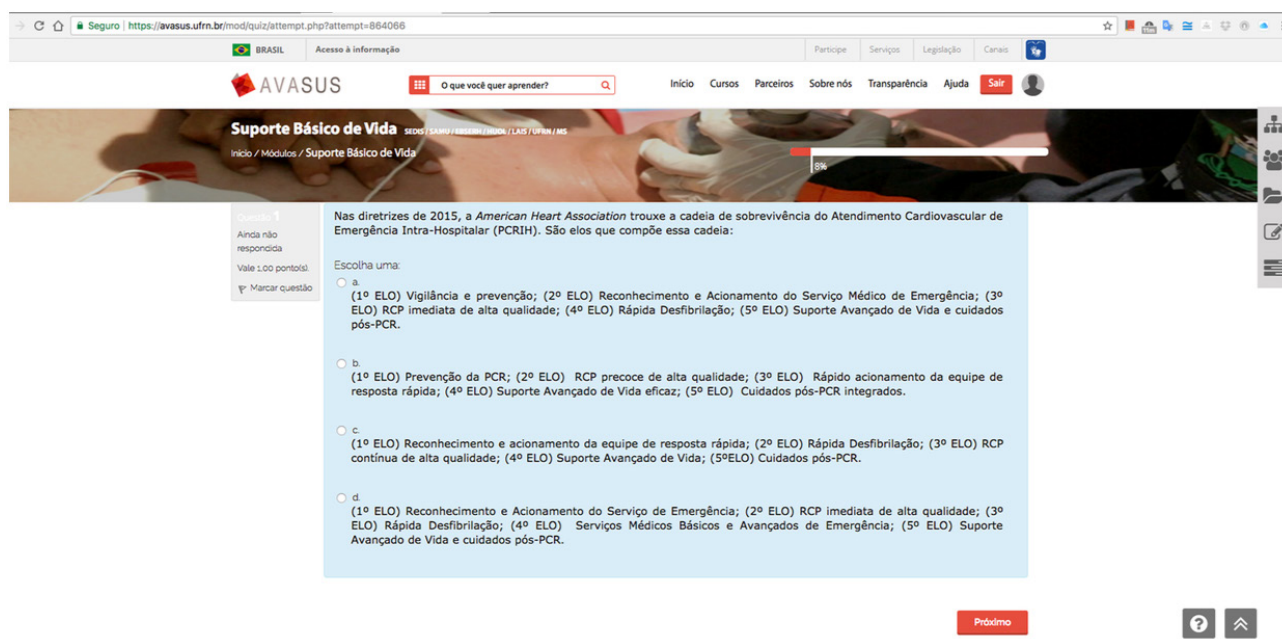 Seguro | https://avasus.ufrn.br/mod/quiz/attempt.php?attempt=864066
BRASIL Acesso à informação Participe Serviços Legislação Canais
AVASUS O que você quer aprender? Início Cursos Parceiros Sobre nós Transparência Ajuda Sair
Suporte Básico de Vida SEDIS / SAMU / EBSERH / HUOL / LAIS / UFRN / MS
Início / Módulos / Suporte Básico de Vida
8%
Questão 1
Ainda não
respondida
Vale 1,00 ponto(s).
Marcar questão
Nas diretrizes de 2015, a American Heart Association trouxe a cadeia de sobrevivência do Atendimento Cardiovascular de
Emergência Intra-Hospitalar (PCRIH). São elos que compõe essa cadeia:
Escolha uma:
a.
(1º ELO) Vigilância e prevenção; (2º ELO) Reconhecimento e Acionamento do Serviço Médico de Emergência; (3º
ELO) RCP imediata de alta qualidade; (4º ELO) Rápida Desfibrilação; (5º ELO) Suporte Avançado de Vida e cuidados
pós-PCR.
b.
(1º ELO) Prevenção da PCR; (2º ELO) RCP precoce de alta qualidade; (3º ELO) Rápido acionamento da equipe de
resposta rápida; (4º ELO) Suporte Avançado de Vida eficaz; (5º ELO) Cuidados pós-PCR integrados.
c.
(1º ELO) Reconhecimento e acionamento da equipe de resposta rápida; (2º ELO) Rápida Desfibrilação; (3º ELO) RCP
contínua de alta qualidade; (4º ELO) Suporte Avançado de Vida; (5ºELO) Cuidados pós-PCR.
d.
(1º ELO) Reconhecimento e Acionamento do Serviço de Emergência; (2º ELO) RCP imediata de alta qualidade; (3º
ELO) Rápida Desfibrilação; (4º ELO) Serviços Médicos Básicos e Avançados de Emergência; (5º ELO) Suporte
Avançado de Vida e cuidados pós-PCR.
Próximo